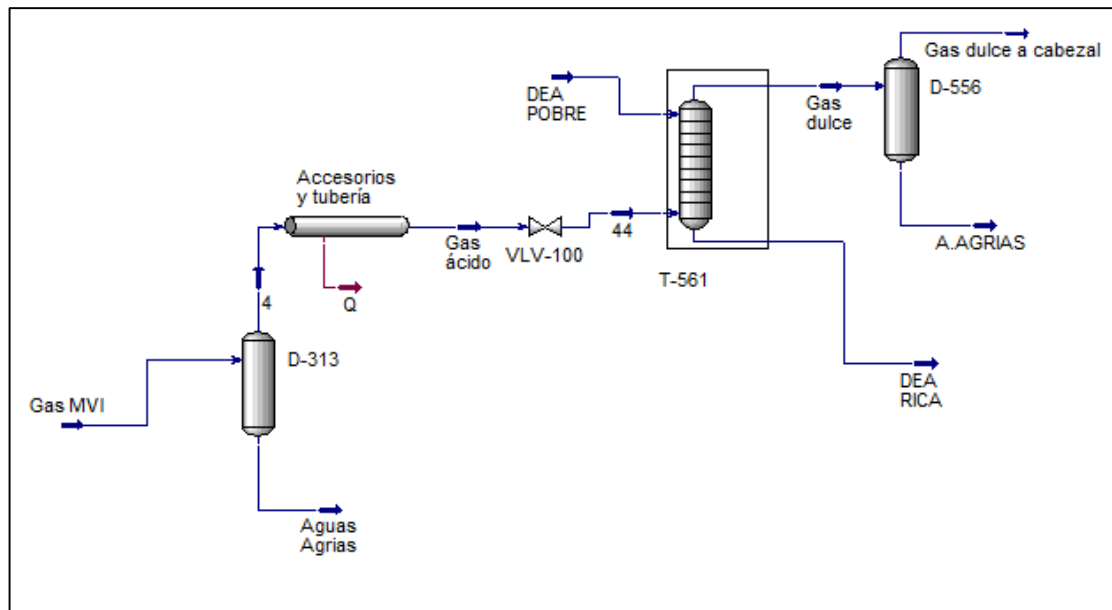 Gas dulce a cabezal
D-556
DEA
POBRE
Gas
dulce
Accesorios
y tubería
Gas
ácido
VLV-100
44
T-561
A.AGRIAS
4
Q
D-313
Gas MVI
DEA
RICA
Aguas
Agrias